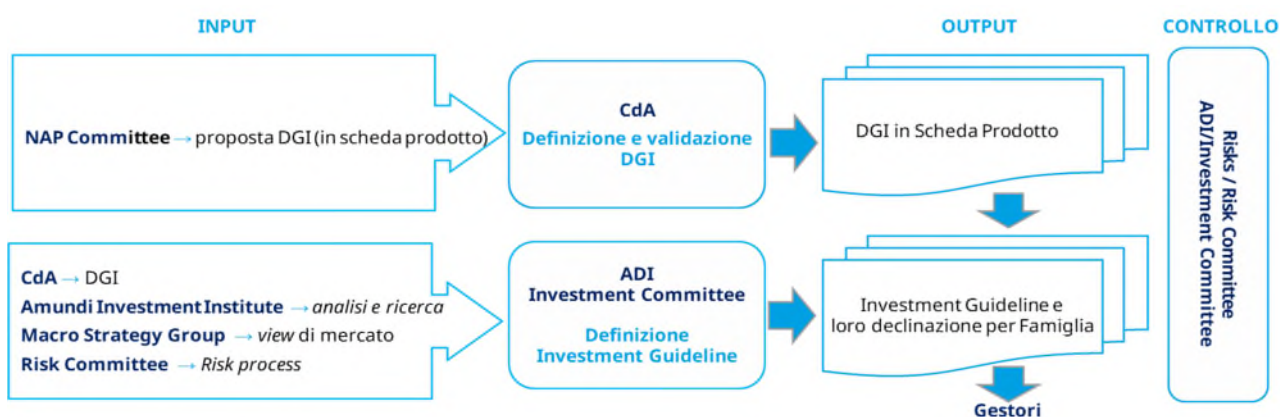 INPUT
OUTPUT
CONTROLLO
NAP Committee → proposta DGI (in scheda prodotto)
CdA
Definizione e validazione
DGI
DGI in Scheda Prodotto
CdA → DGI
Amundi Investment Institute → analisi e ricerca
Macro Strategy Group → view di mercato
Risk Committee → Risk process
ADI
Investment Committee
Definizione
Investment Guideline
Investment Guideline e
loro declinazione per Famiglia
Gestori
Risks / Risk Committee
ADI/Investment Committee